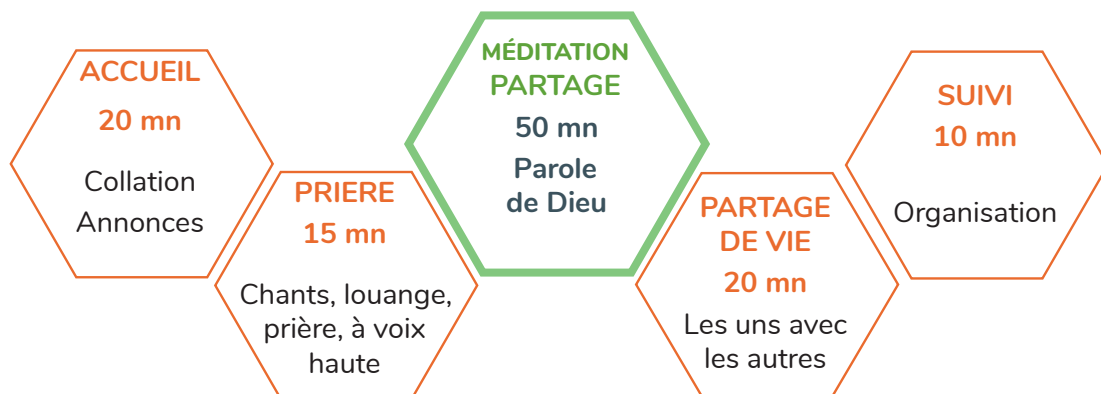 ACCUEIL
20 mn
Collation
Annonces
PRIERE
15 mn
Chants, louange,
prière, à voix
haute
MÉDITATION
PARTAGE
50 mn
Parole
de Dieu
PARTAGE
DE VIE
20 mn
Les uns avec
les autres
SUIVI
10 mn
Organisation